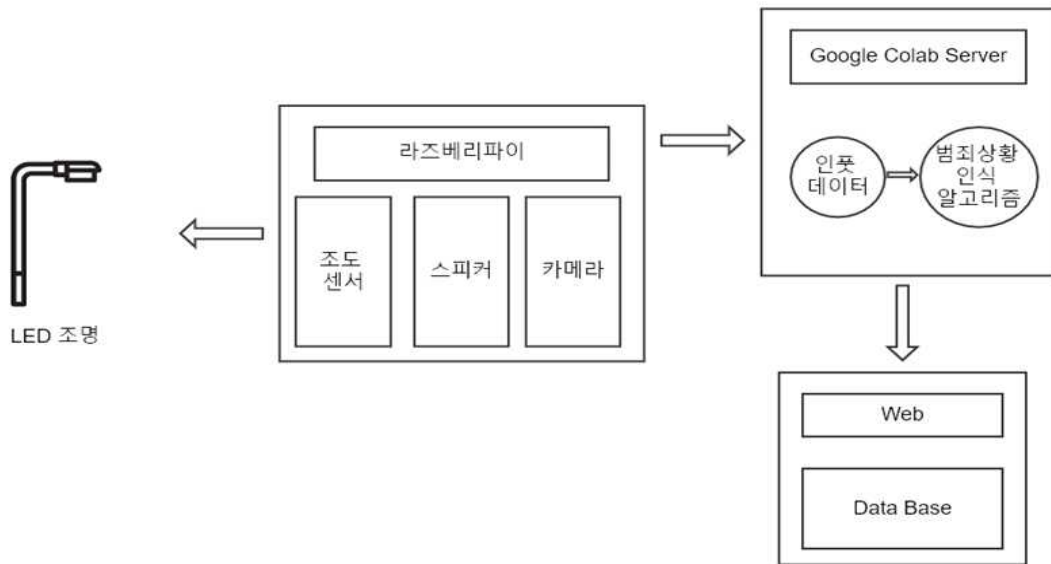 LED 조명
라즈베리파이
조도
센서
스피커
카메라
Google Colab Server
인풋
데이터
범죄상황
인식
알고리즘
Web
Data Base